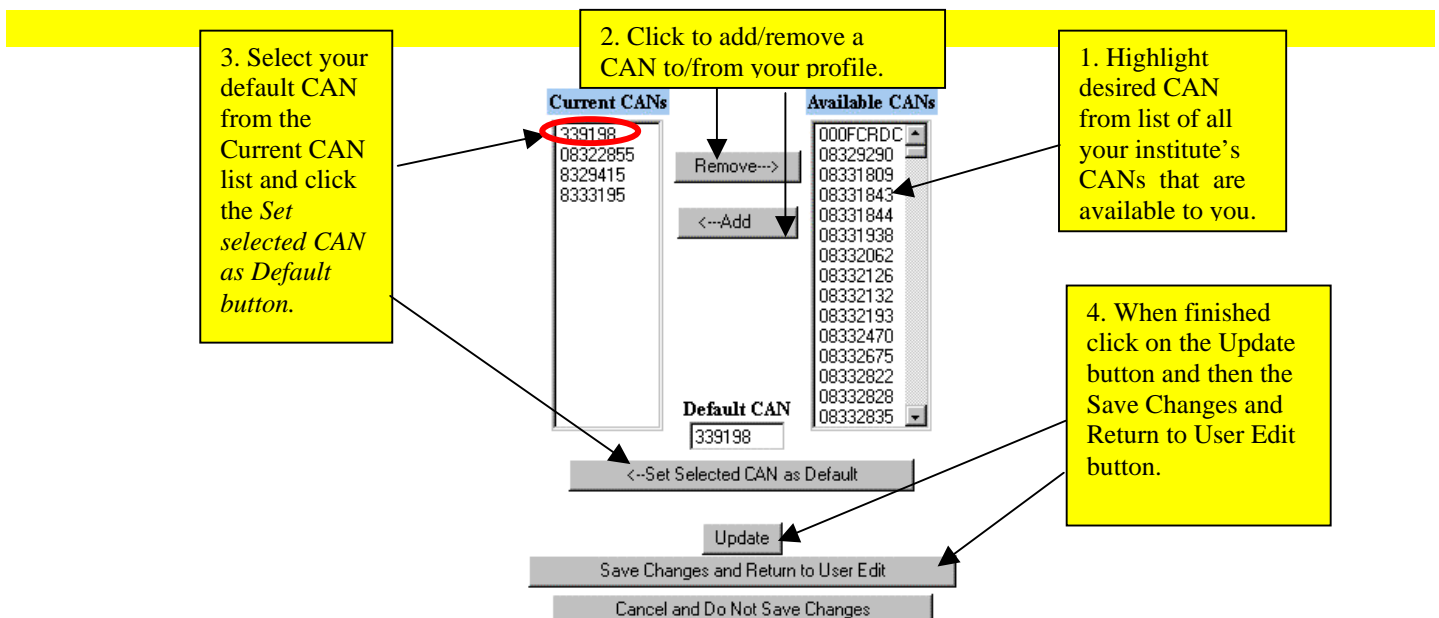 2. Click to add/remove a
CAN to/from your profile.
3. Select your
default CAN
from the
Current CAN
list and click
the Set
selected CAN
as Default
button.
1. Highlight
desired CAN
from list of all
your institute's
CANs that are
available to you.
Current CANs
339198
08322855
8329415
8333195
Remove--->
<---Add
Available CANs
000FCRDC
08329290
08331809
08331843
08331844
08331938
08332062
08332126
08332132
08332193
08332470
08332675
08332822
08332828
08332835
Default CAN
339198
<--Set Selected CAN as Default
4. When finished
click on the Update
button and then the
Save Changes and
Return to User Edit
button.
Update
Save Changes and Return to User Edit
Cancel and Do Not Save Changes